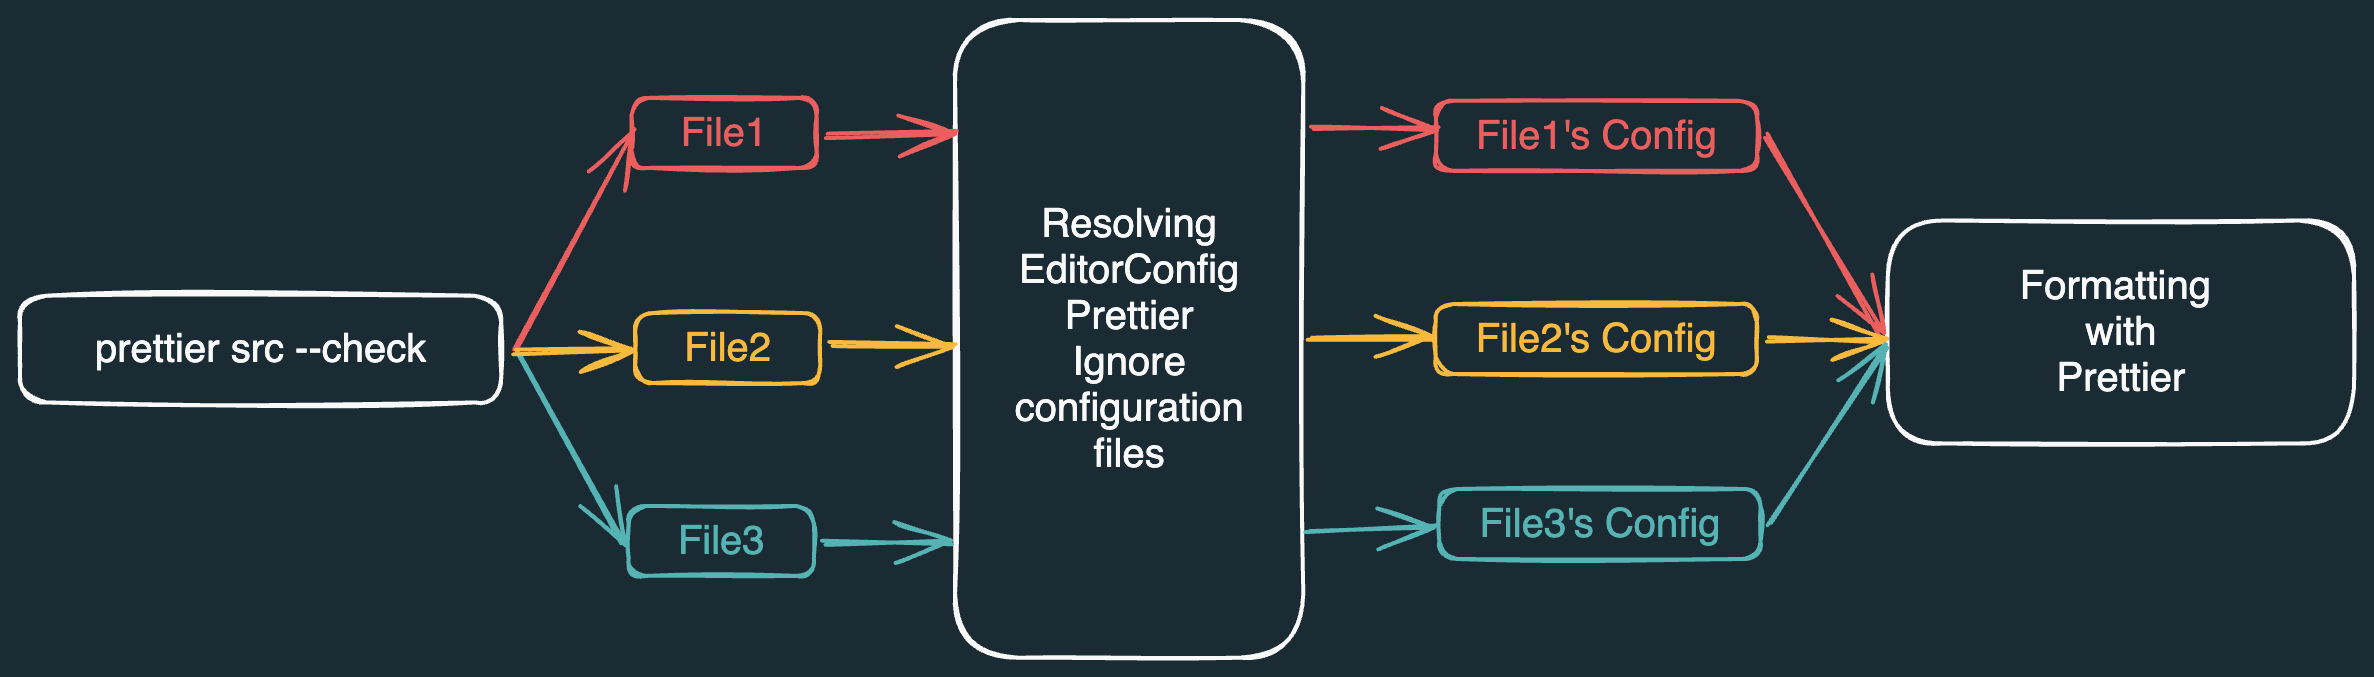 prettier src --check
File1
File2
File3
Resolving
EditorConfig
Prettier
Ignore
configuration
files
File1's Config
File2's Config
File3's Config
Formatting
with
Prettier